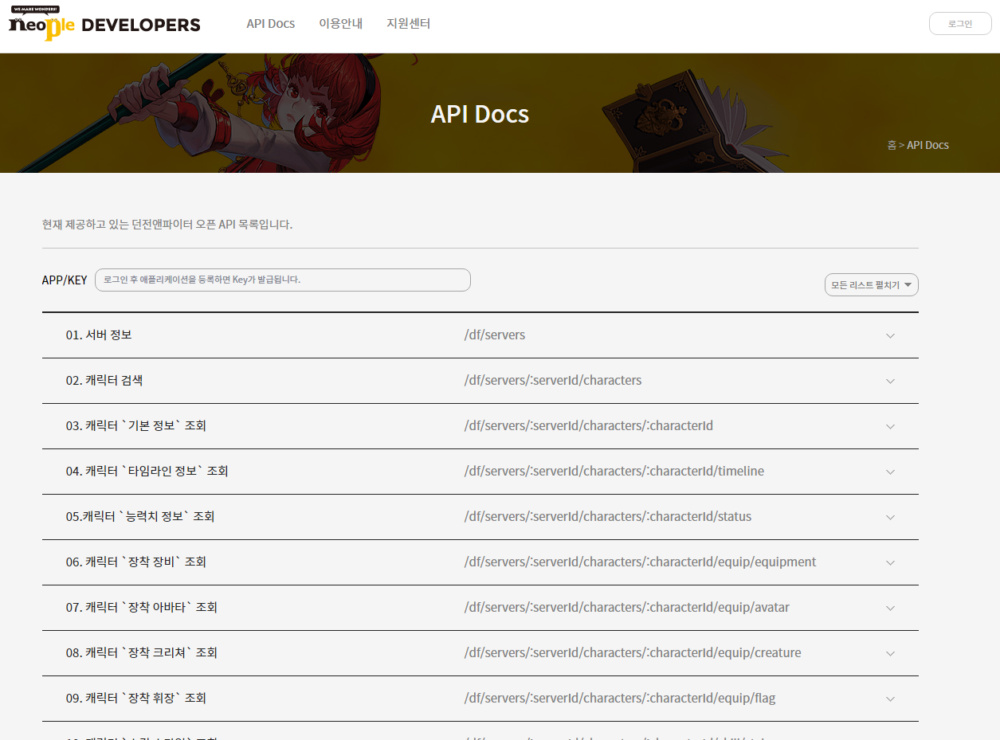 WE MAKE WONDERS!
neople DEVELOPERS
API Docs 이용안내 지원센터
로그인
API Docs
홈 > API Docs
현재 제공하고 있는 던전앤파이터 오픈 API 목록입니다.
APP/KEY 로그인 후 애플리케이션을 등록하면 Key가 발급됩니다.
모든 리스트 펼치기
01. 서버 정보 /df/servers
02. 캐릭터 검색 /df/servers/:serverId/characters
03. 캐릭터 `기본 정보` 조회 /df/servers/:serverId/characters/:characterId
04. 캐릭터 `타임라인 정보` 조회 /df/servers/:serverId/characters/:characterId/timeline
05.캐릭터 `능력치 정보` 조회 /df/servers/:serverId/characters/:characterId/status
06. 캐릭터 `장착 장비` 조회 /df/servers/:serverId/characters/:characterId/equip/equipment
07. 캐릭터 `장착 아바타` 조회 /df/servers/:serverId/characters/:characterId/equip/avatar
08. 캐릭터 `장착 크리쳐` 조회 /df/servers/:serverId/characters/:characterId/equip/creature
09. 캐릭터 `장착 휘장` 조회 /df/servers/:serverId/characters/:characterId/equip/flag